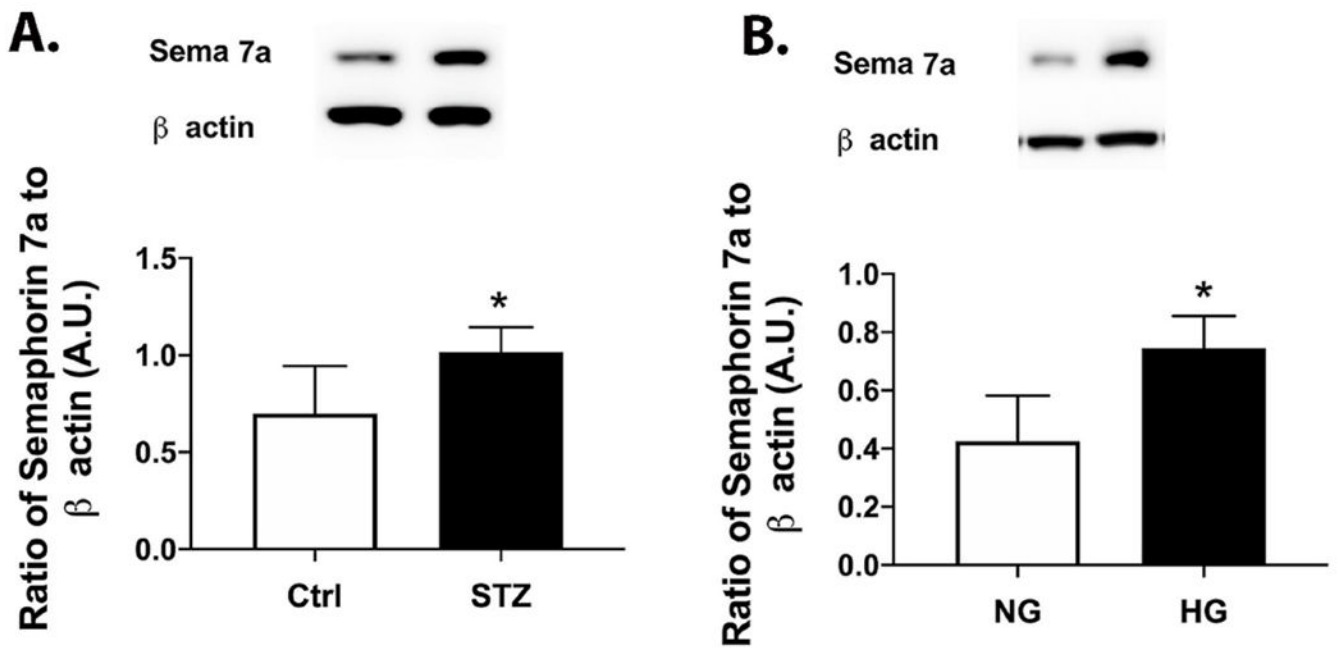 A.
Sema 7a
β actin
Ratio of Semaphorin 7a to
β actin (A.U.)
1.5
*
1.0
0.5
0.0
Ctrl STZ
B.
Sema 7a
β actin
Ratio of Semaphorin 7a to
β actin (A.U.)
1.0
*
0.8
0.6
0.4
0.2
0.0
NG HG